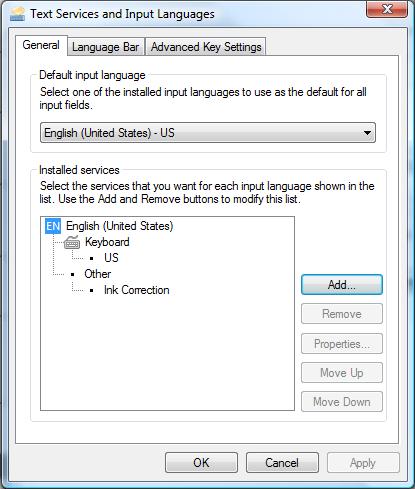 Text Services and Input Languages
General
Language Bar
Advanced Key Settings
Default input language
Select one of the installed input languages to use as the default for all
input fields.
English (United States) - US
Installed services
Select the services that you want for each input language shown in the
list. Use the Add and Remove buttons to modify this list.
EN English (United States)
Keyboard
US
Other
Ink Correction
Add...
Remove
Properties...
Move Up
Move Down
OK
Cancel
Apply